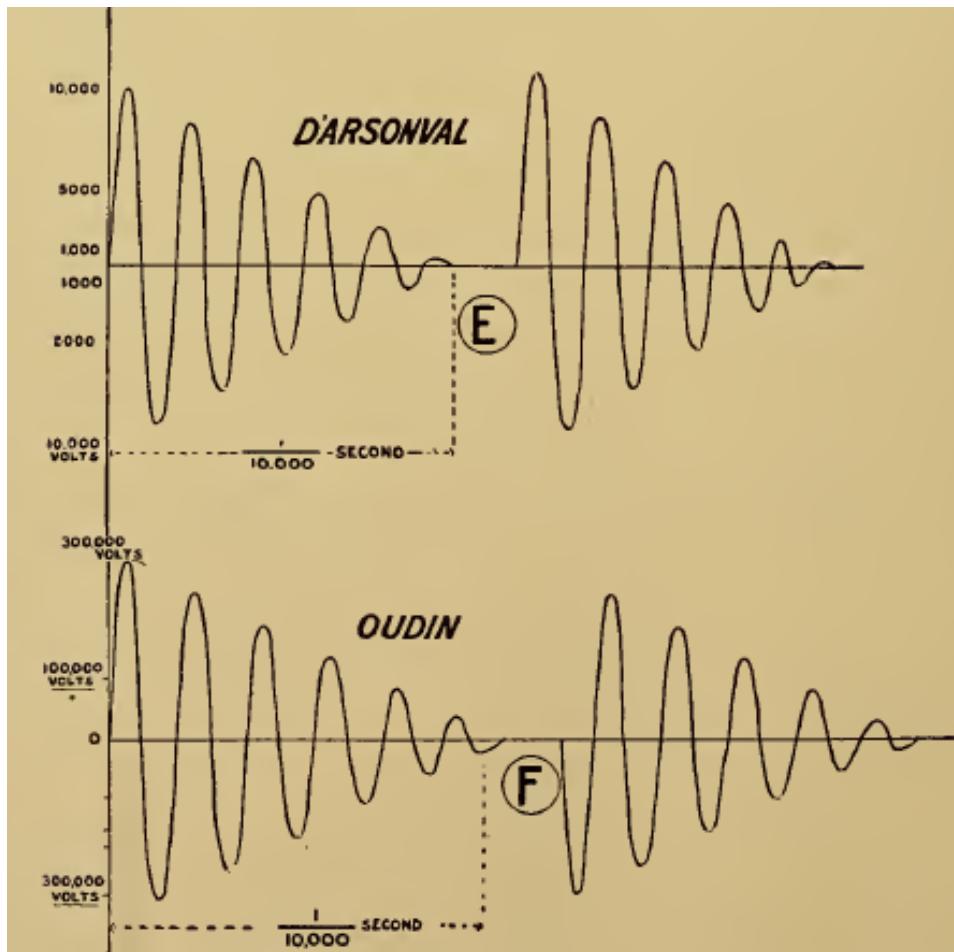 10,000
D'ARSONVAL
5000
1,000
1000
E
2000
10.000
VOLTS
1
10.000
SECOND
300,000
VOLTS
OUDIN
100,000
VOLTS
0
F
300,000
VOLTS
1
10,000
SECOND